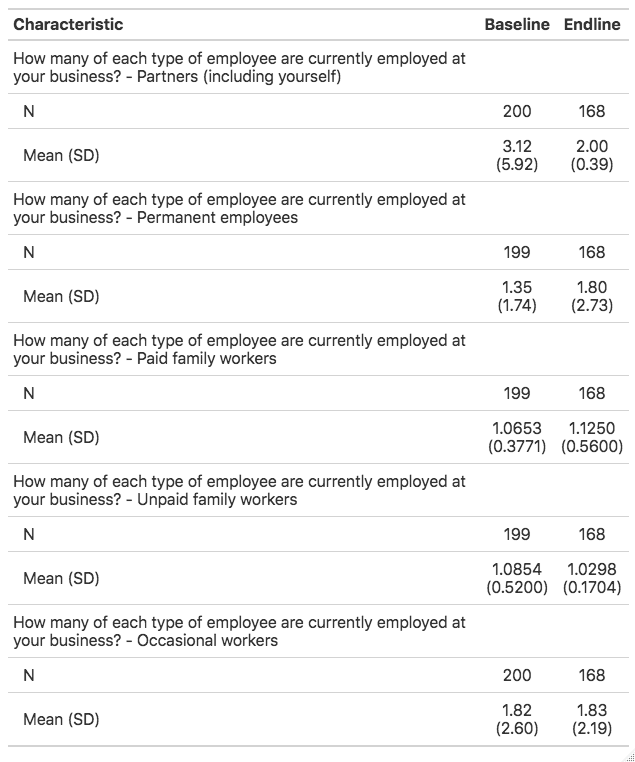 Characteristic Baseline Endline
How many of each type of employee are currently employed at
your business? - Partners (including yourself)
N 200 168
Mean (SD) 3.12 (5.92) 2.00 (0.39)
How many of each type of employee are currently employed at
your business? - Permanent employees
N 199 168
Mean (SD) 1.35 (1.74) 1.80 (2.73)
How many of each type of employee are currently employed at
your business? - Paid family workers
N 199 168
Mean (SD) 1.0653 (0.3771) 1.1250 (0.5600)
How many of each type of employee are currently employed at
your business? - Unpaid family workers
N 199 168
Mean (SD) 1.0854 (0.5200) 1.0298 (0.1704)
How many of each type of employee are currently employed at
your business? - Occasional workers
N 200 168
Mean (SD) 1.82 (2.60) 1.83 (2.19)